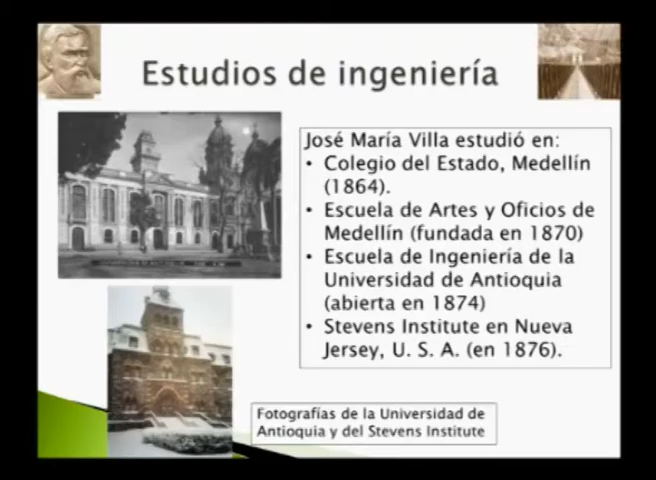 Estudios de ingeniería
José María Villa estudió en:
• Colegio del Estado, Medellín
(1864).
• Escuela de Artes y Oficios de
Medellín (fundada en 1870)
• Escuela de Ingeniería de la
Universidad de Antioquia
(abierta en 1874)
• Stevens Institute en Nueva
Jersey, U. S. A. (en 1876).
Fotografías de la Universidad de
Antioquia y del Stevens Institute